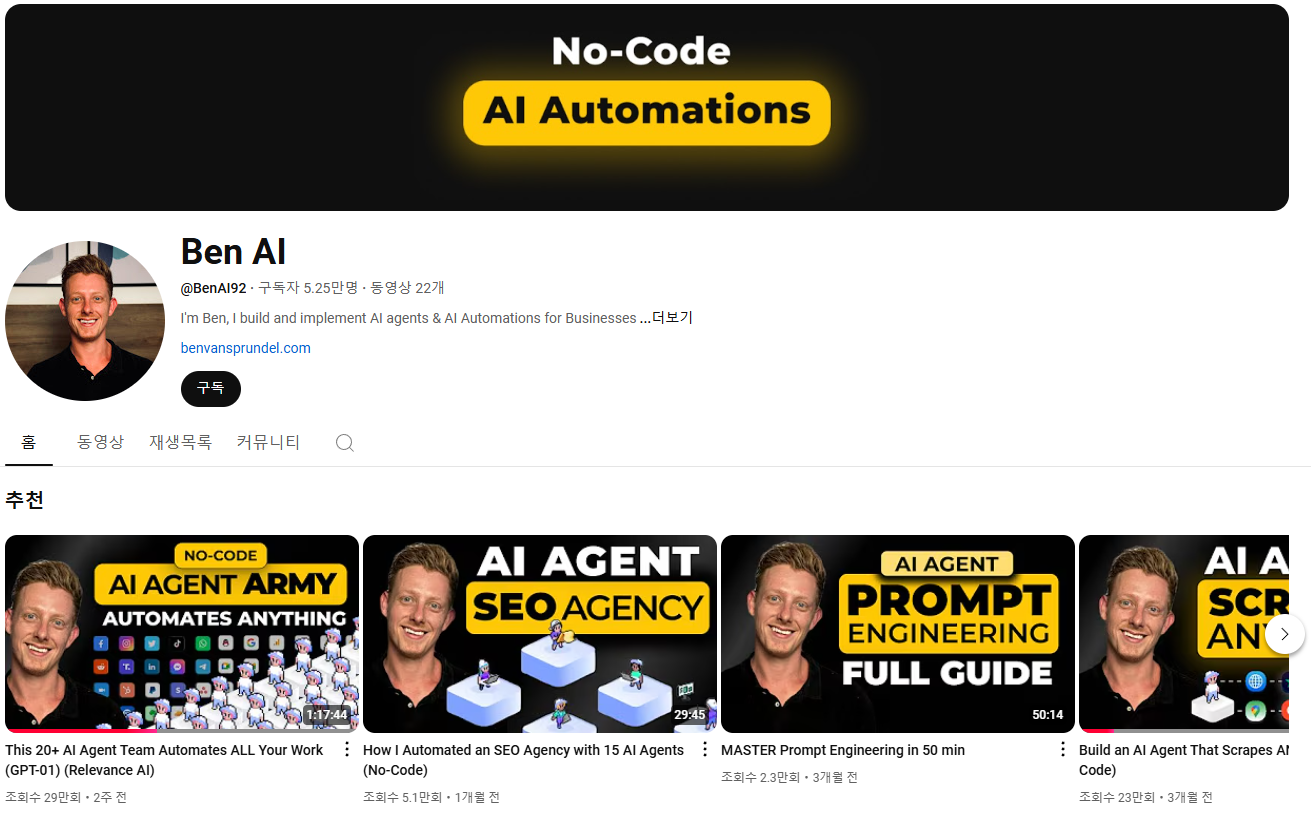 No-Code
AI Automations
Ben AI
@BenAI92 · 구독자 5.25만명 · 동영상 22개
I'm Ben, I build and implement AI agents & AI Automations for Businesses ...더보기
benvansprundel.com
구독
홈
동영상
재생목록
커뮤니티
추천
NO-CODE
AI AGENT ARMY
AUTOMATES ANYTHING
1:17:44
This 20+ AI Agent Team Automates ALL Your Work
(GPT-01) (Relevance AI)
조회수 29만회 • 2주 전
AI AGENT
SEO AGENCY
29:45
How I Automated an SEO Agency with 15 AI Agents
(No-Code)
조회수 5.1만회 • 1개월 전
AI AGENT
PROMPT
ENGINEERING
FULL GUIDE
50:14
MASTER Prompt Engineering in 50 min
조회수 2.3만회 • 3개월 전
AI A
SCR
AN
Build an AI Agent That Scrapes A
Code)
조회수 23만회 • 3개월 전